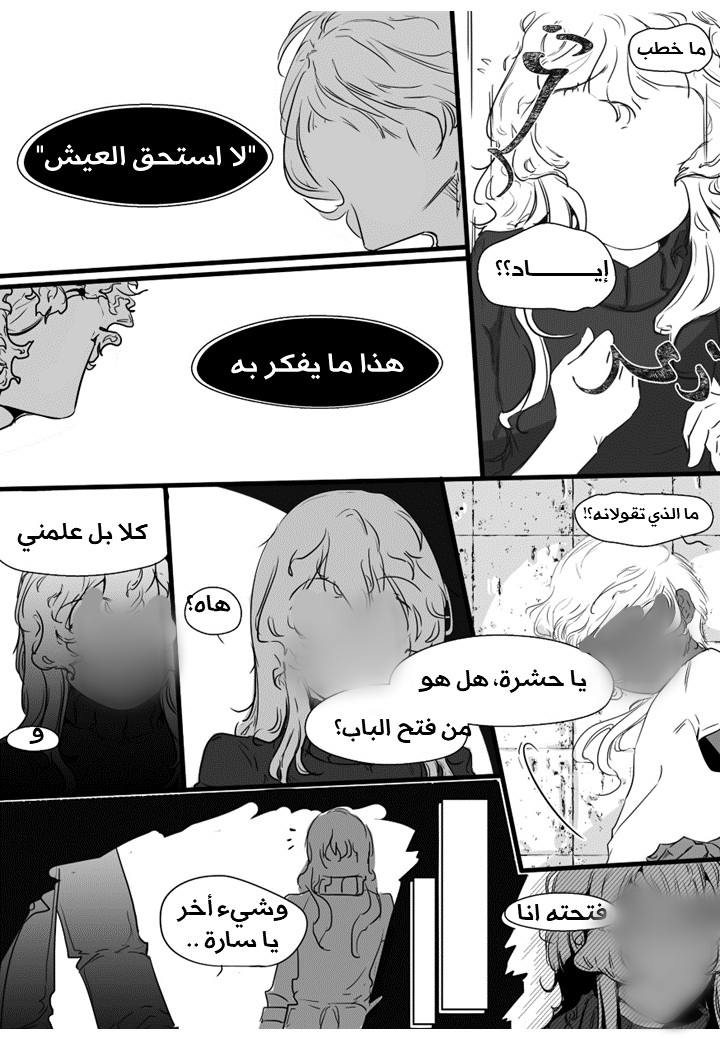 ما خطب
إيـــــــاد؟؟
"لا استحق العيش"
هذا ما يفكر به
ما الذي تقولانه؟!
يا حشرة، هل هو
من فتح الباب؟
هاه؟
كلا بل علمني
و
فتحته انا
وشيء أخر
يا سارة ..